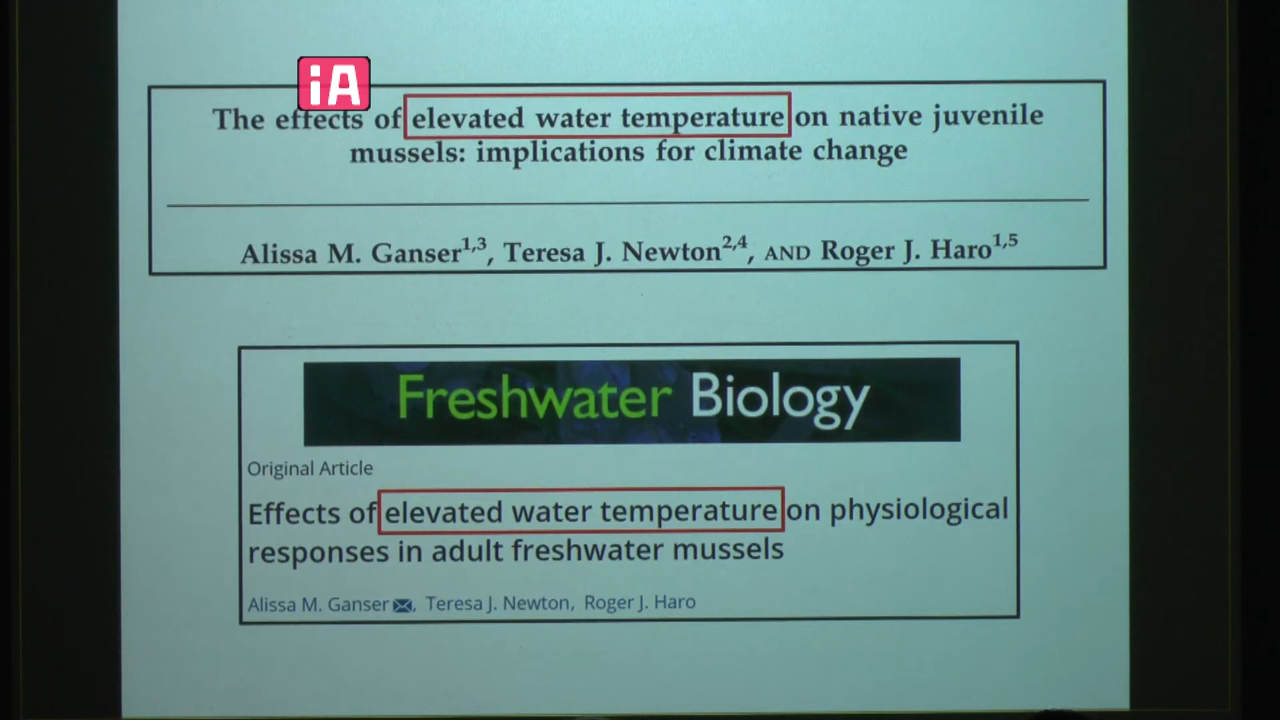 iA
The effects of elevated water temperature on native juvenile
mussels: implications for climate change
Alissa M. Ganser1,3, Teresa J. Newton2,4, AND Roger J. Haro1,5
Freshwater Biology
Original Article
Effects of elevated water temperature on physiological
responses in adult freshwater mussels
Alissa M. Ganser, Teresa J. Newton, Roger J. Haro